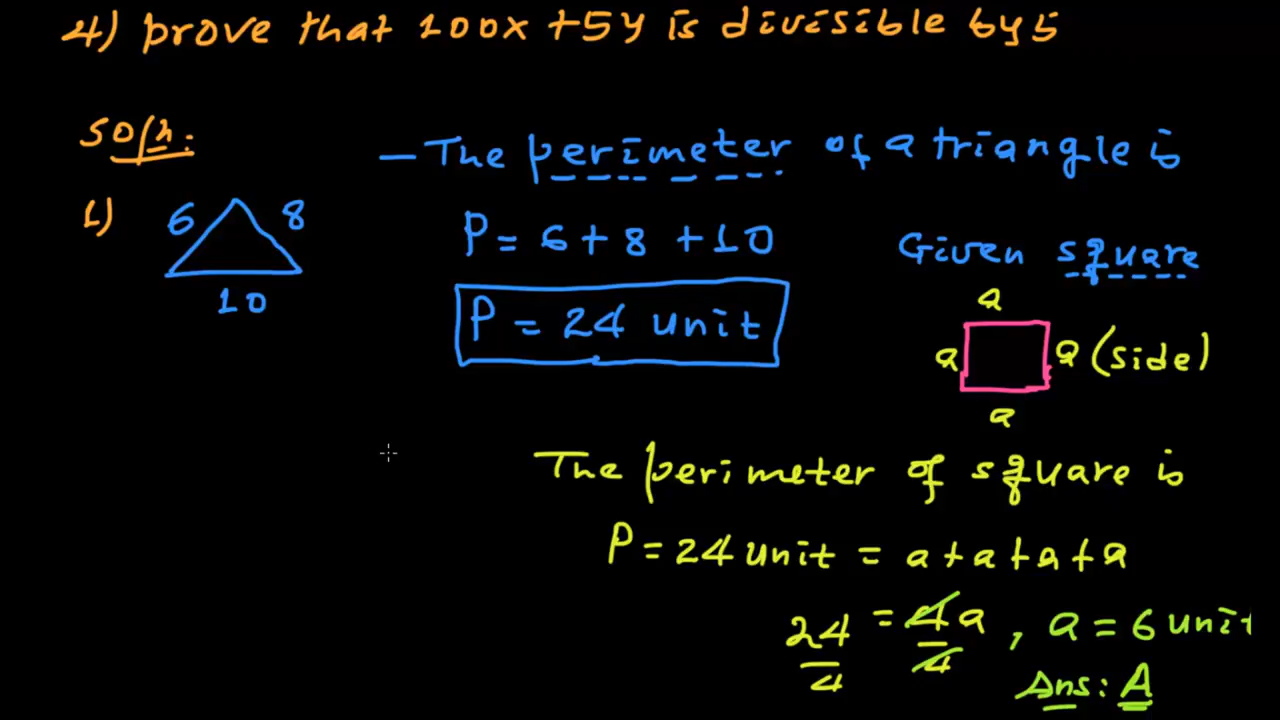 4) prove that 100x + 5y is divisible by 5
Soln:
1)
6
8
10
– The perimeter of a triangle is
P = 6 + 8 + 10
P = 24 unit
Given square
a
a
a (side)
a
The perimeter of square is
P = 24 unit = a + a + a + a
24/4 = 4a/4, a = 6 unit
Ans: A